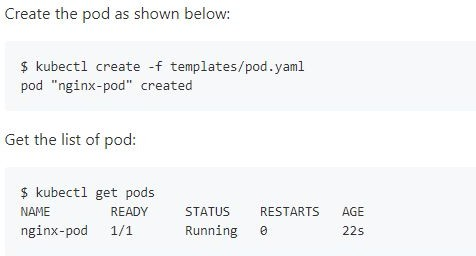 Create the pod as shown below:
$ kubectl create -f templates/pod.yaml
pod "nginx-pod" created
Get the list of pod:
$ kubectl get pods
NAME READY STATUS RESTARTS AGE
nginx-pod 1/1 Running 0 22s